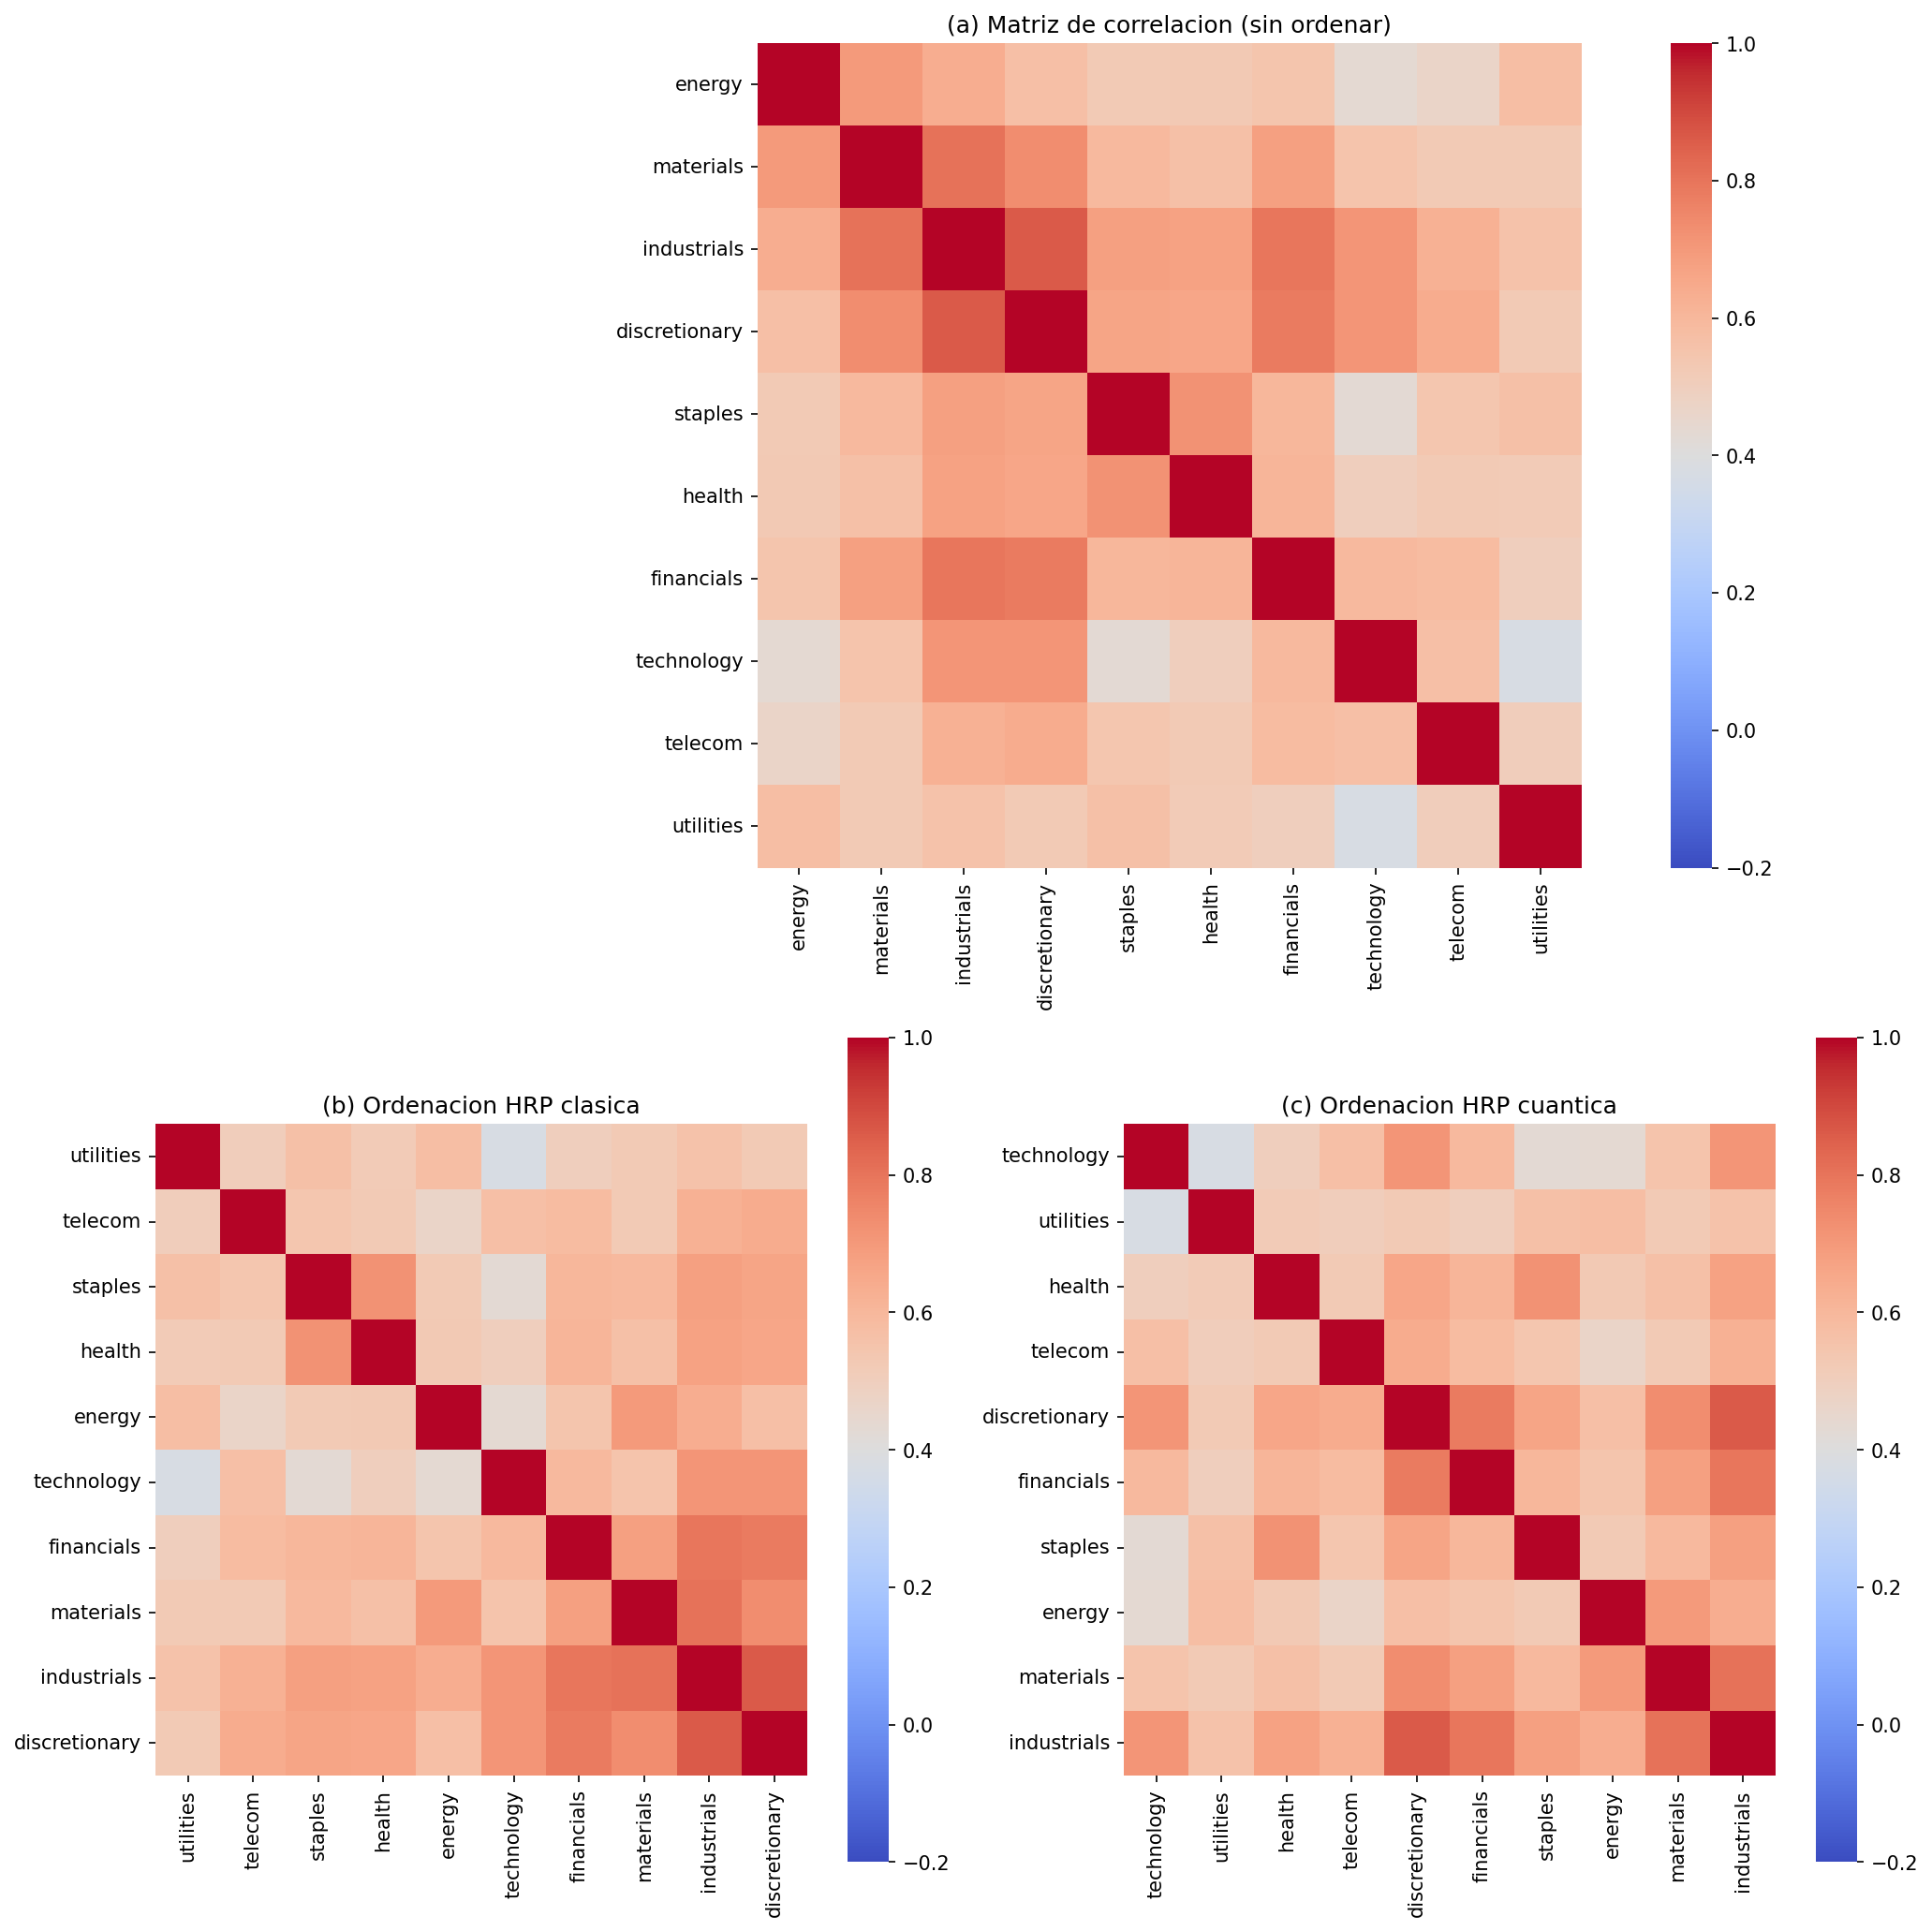 (a) Matriz de correlacion (sin ordenar)
energy
materials
industrials
discretionary
staples
health
financials
technology
telecom
utilities
energy
materials
industrials
discretionary
staples
health
financials
technology
telecom
utilities
1.0
0.8
0.6
0.4
0.2
0.0
−0.2
(b) Ordenacion HRP clasica
utilities
telecom
staples
health
energy
technology
financials
materials
industrials
discretionary
utilities
telecom
staples
health
energy
technology
financials
materials
industrials
discretionary
1.0
0.8
0.6
0.4
0.2
0.0
−0.2
(c) Ordenacion HRP cuantica
technology
utilities
health
telecom
discretionary
financials
staples
energy
materials
industrials
technology
utilities
health
telecom
discretionary
financials
staples
energy
materials
industrials
1.0
0.8
0.6
0.4
0.2
0.0
−0.2